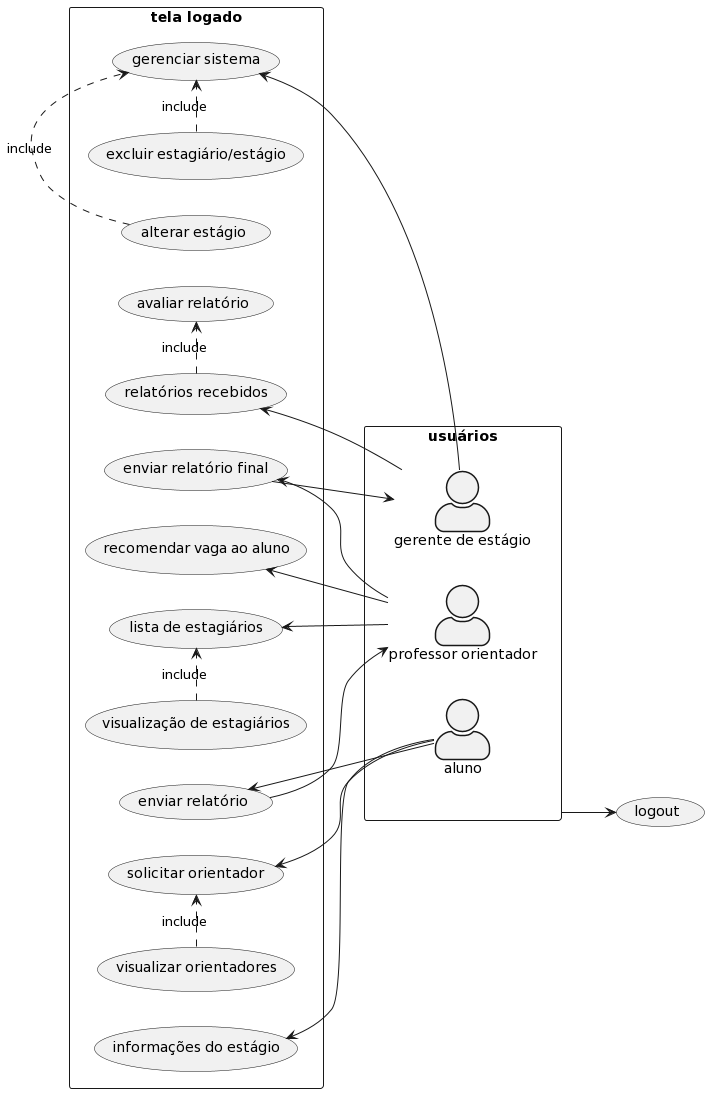 tela logado
gerenciar sistema
include
excluir estagiário/estágio
include
alterar estágio
avaliar relatório
include
relatórios recebidos
usuários
enviar relatório final
gerente de estágio
recomendar vaga ao aluno
lista de estagiários
professor orientador
include
visualização de estagiários
aluno
enviar relatório
logout
solicitar orientador
include
visualizar orientadores
informações do estágio